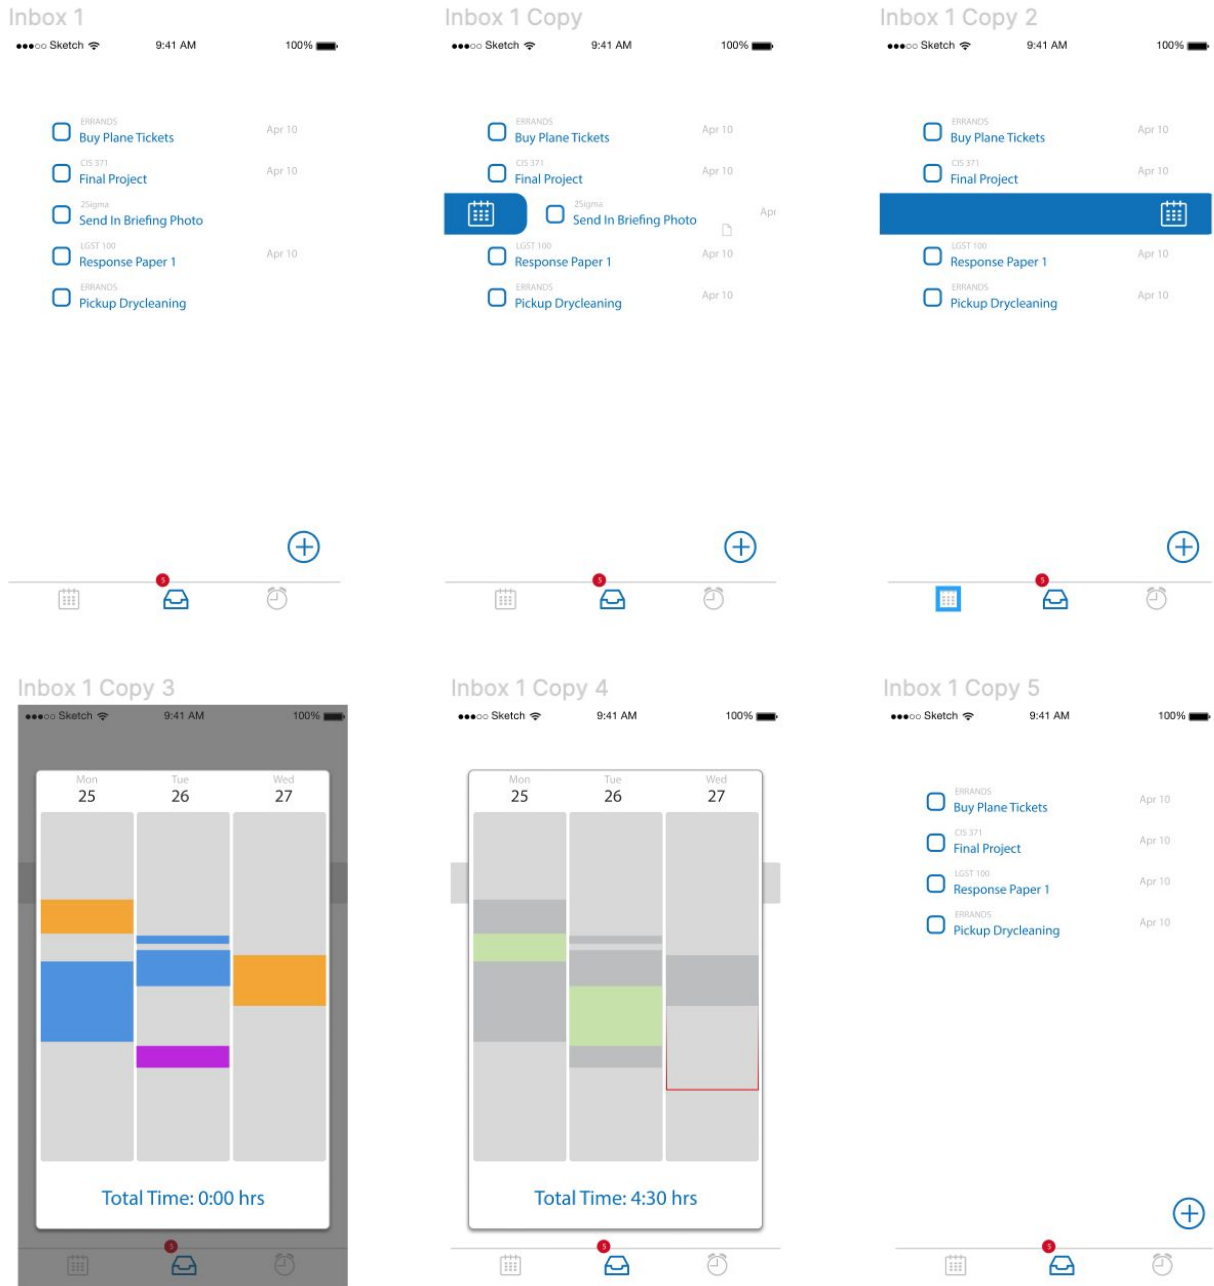 Inbox 1
Sketch 9:41 AM 100%
ERRANDS
Buy Plane Tickets
Apr 10
CIS 371
Final Project
Apr 10
2Sigma
Send In Briefing Photo
LGST 100
Response Paper 1
Apr 10
ERRANDS
Pickup Drycleaning
5
Inbox 1 Copy
Sketch 9:41 AM 100%
ERRANDS
Buy Plane Tickets
Apr 10
CIS 371
Final Project
Apr 10
2Sigma
Send In Briefing Photo
Apr
LGST 100
Response Paper 1
Apr 10
ERRANDS
Pickup Drycleaning
Apr 10
5
Inbox 1 Copy 2
Sketch 9:41 AM 100%
ERRANDS
Buy Plane Tickets
Apr 10
CIS 371
Final Project
Apr 10
LGST 100
Response Paper 1
Apr 10
ERRANDS
Pickup Drycleaning
Apr 10
5
Inbox 1 Copy 3
Sketch 9:41 AM 100%
Mon Tue Wed
25 26 27
Total Time: 0:00 hrs
5
Inbox 1 Copy 4
Sketch 9:41 AM 100%
Mon Tue Wed
25 26 27
Total Time: 4:30 hrs
5
Inbox 1 Copy 5
Sketch 9:41 AM 100%
ERRANDS
Buy Plane Tickets
Apr 10
CIS 371
Final Project
Apr 10
LGST 100
Response Paper 1
Apr 10
ERRANDS
Pickup Drycleaning
Apr 10
5